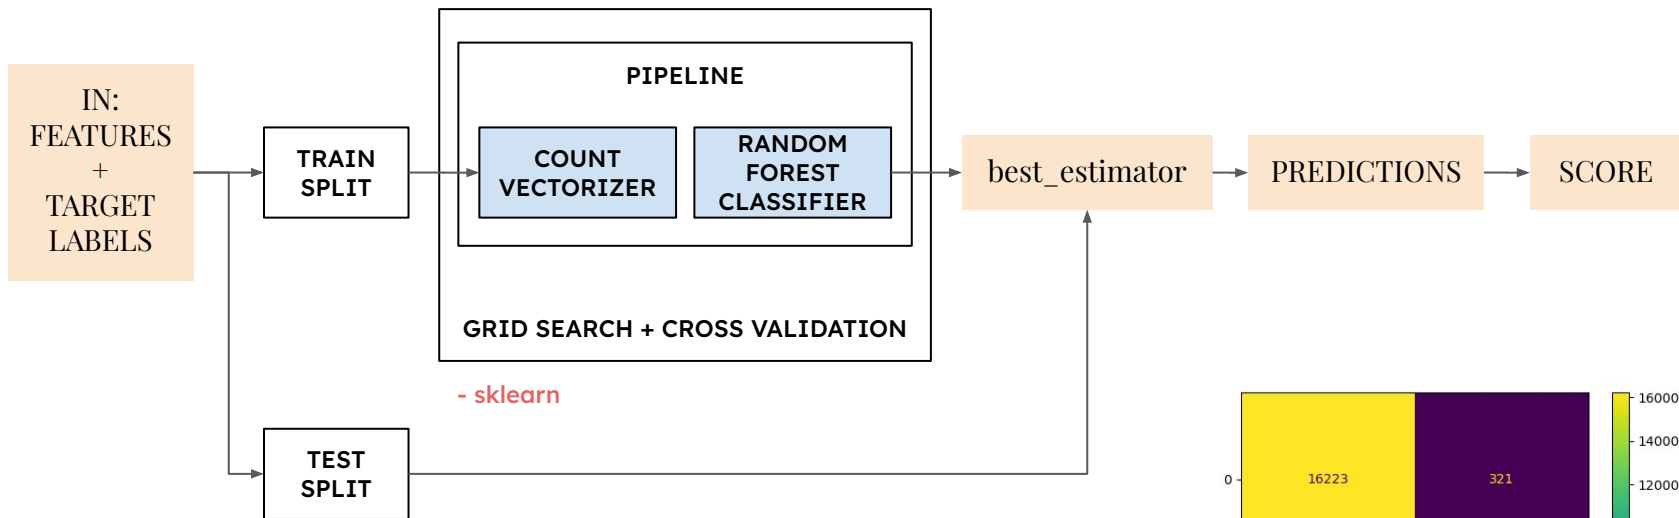 IN:
FEATURES
+
TARGET
LABELS
TRAIN
SPLIT
PIPELINE
COUNT
VECTORIZER
RANDOM
FOREST
CLASSIFIER
GRID SEARCH + CROSS VALIDATION
best_estimator
PREDICTIONS
SCORE
- sklearn
TEST
SPLIT
0
16223
321
16000
14000
12000